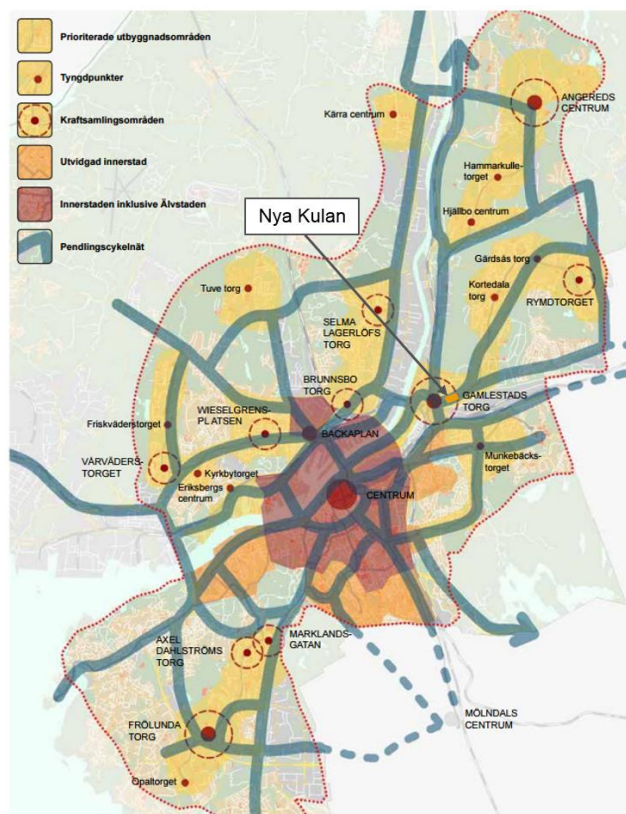 Prioriterade utbyggnadsområden
Tyngdpunkter
Kraftsamlingsområden
Utvidgad innerstad
Innerstaden inklusive Älvstaden
Pendlingscykelnät
Kärra centrum
ANGEREDS
CENTRUM
Hammarkulle-
torget
Nya Kulan
Hjällbo centrum
Gårdsås torg
Tuve torg
Kortedala
torg
RYMDTORGET
SELMA
LAGERLÖFS
TORG
BRUNNSBO
TORG
GAMLESTADS
TORG
WIESELGRENS-
PLATSEN
Friskväderstorget
BACKAPLAN
Munkebäcks-
torget
VÅRVÄDERS-
TORGET
Kyrkbytorget
Eriksbergs
centrum
CENTRUM
AXEL
DAHLSTRÖMS
TORG
MARKLANDS-
GATAN
FRÖLUNDA
TORG
MÖLNDALS
CENTRUM
Opaltorget